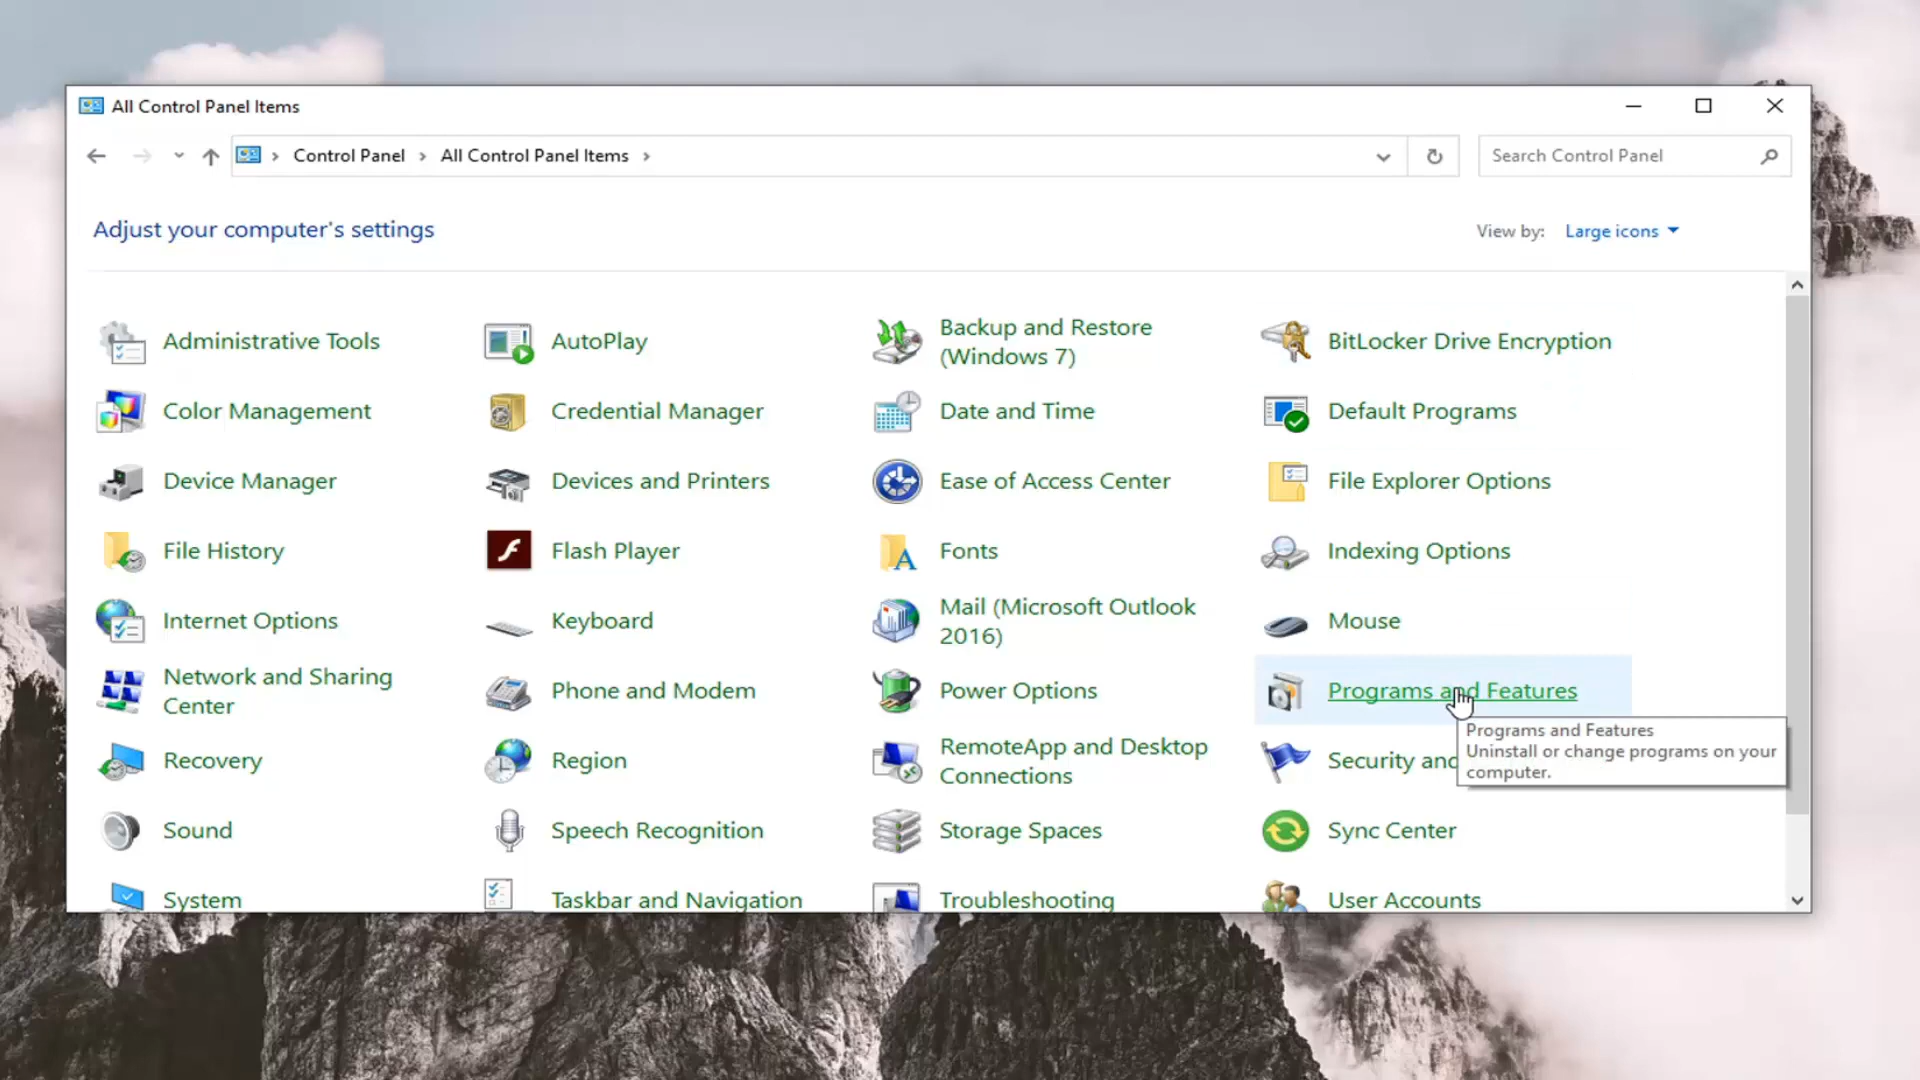 All Control Panel Items
Control Panel > All Control Panel Items >
Search Control Panel
Adjust your computer's settings
View by: Large icons
Administrative Tools
AutoPlay
Backup and Restore
(Windows 7)
BitLocker Drive Encryption
Color Management
Credential Manager
Date and Time
Default Programs
Device Manager
Devices and Printers
Ease of Access Center
File Explorer Options
File History
Flash Player
Fonts
Indexing Options
Internet Options
Keyboard
Mail (Microsoft Outlook
2016)
Mouse
Network and Sharing
Center
Phone and Modem
Power Options
Programs and Features
Programs and Features
Uninstall or change programs on your
computer.
Recovery
Region
RemoteApp and Desktop
Connections
Security and
Sound
Speech Recognition
Storage Spaces
Sync Center
System
Taskbar and Navigation
Troubleshooting
User Accounts